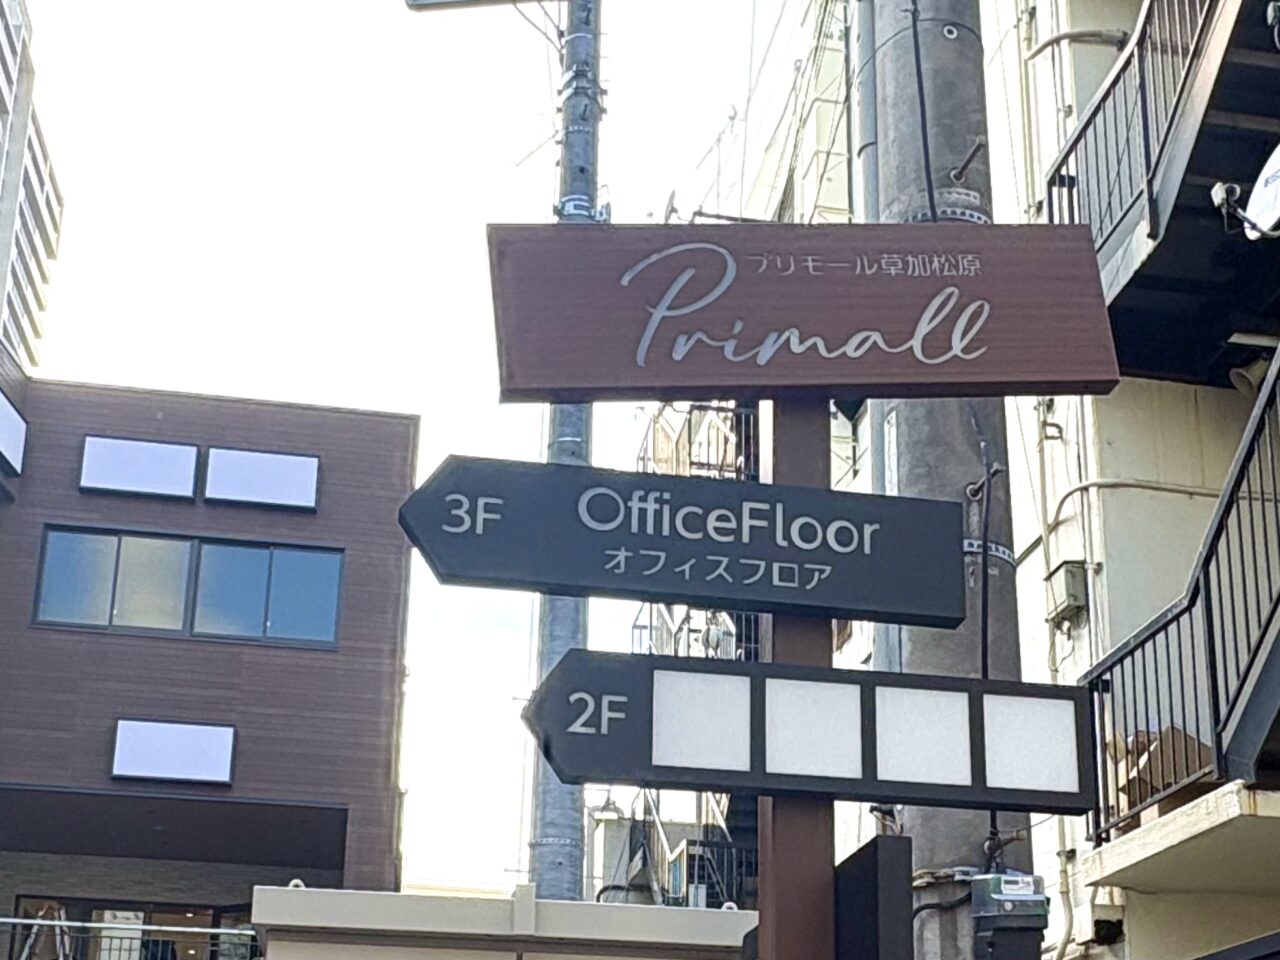 プリモール草加松原
Primall
3F
OfficeFloor
オフィスフロア
2F